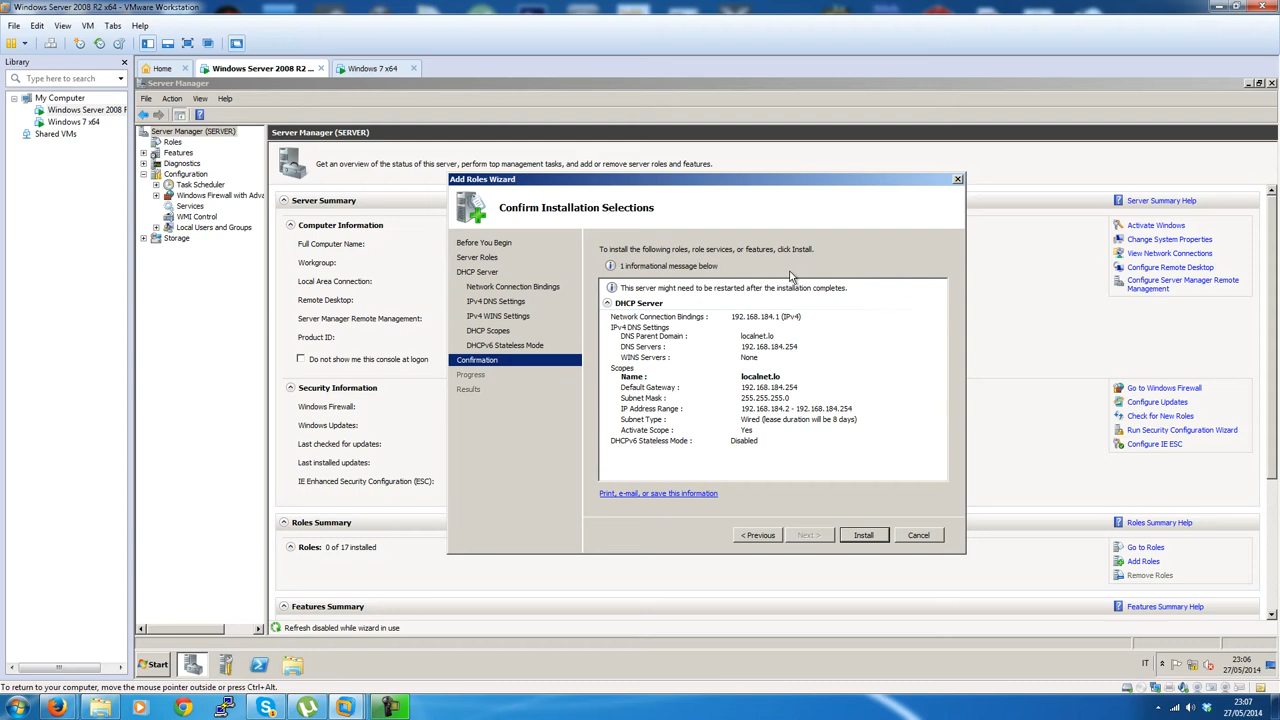 Windows Server 2008 R2 x64 - VMware Workstation
File Edit View VM Tabs Help
Library
Type here to search
My Computer
Windows Server 2008 R
Windows 7 x64
Shared VMs
Home
Windows Server 2008 R2 ...
Windows 7 x64
Server Manager
File Action View Help
Server Manager (SERVER)
Roles
Features
Diagnostics
Configuration
Task Scheduler
Windows Firewall with Adva
Services
WMI Control
Local Users and Groups
Storage
Server Manager (SERVER)
Get an overview of the status of this server, perform top management tasks, and add or remove server roles and features.
Server Summary
Computer Information
Full Computer Name:
Workgroup:
Local Area Connection:
Remote Desktop:
Server Manager Remote Management:
Product ID:
Do not show me this console at logon
Security Information
Windows Firewall:
Windows Updates:
Last checked for updates:
Last installed updates:
IE Enhanced Security Configuration (ESC):
Roles Summary
Roles: 0 of 17 installed
Features Summary
Refresh disabled while wizard in use
Server Summary Help
Activate Windows
Change System Properties
View Network Connections
Configure Remote Desktop
Configure Server Manager Remote
Management
Go to Windows Firewall
Configure Updates
Check for New Roles
Run Security Configuration Wizard
Configure IE ESC
Roles Summary Help
Go to Roles
Add Roles
Remove Roles
Features Summary Help
Add Roles Wizard
Confirm Installation Selections
Before You Begin
Server Roles
DHCP Server
Network Connection Bindings
IPv4 DNS Settings
IPv4 WINS Settings
DHCP Scopes
DHCPv6 Stateless Mode
Confirmation
Progress
Results
To install the following roles, role services, or features, click Install.
1 informational message below
This server might need to be restarted after the installation completes.
DHCP Server
Network Connection Bindings : 192.168.184.1 (IPv4)
IPv4 DNS Settings
DNS Parent Domain : localnet.lo
DNS Servers : 192.168.184.254
WINS Servers : None
Scopes
Name : localnet.lo
Default Gateway : 192.168.184.254
Subnet Mask : 255.255.255.0
IP Address Range : 192.168.184.2 - 192.168.184.254
Subnet Type : Wired (lease duration will be 8 days)
Activate Scope : Yes
DHCPv6 Stateless Mode : Disabled
Print, e-mail, or save this information
< Previous
Next >
Install
Cancel
Start
IT
23:06
27/05/2014
To return to your computer, move the mouse pointer outside or press Ctrl+Alt.
23:07
27/05/2014